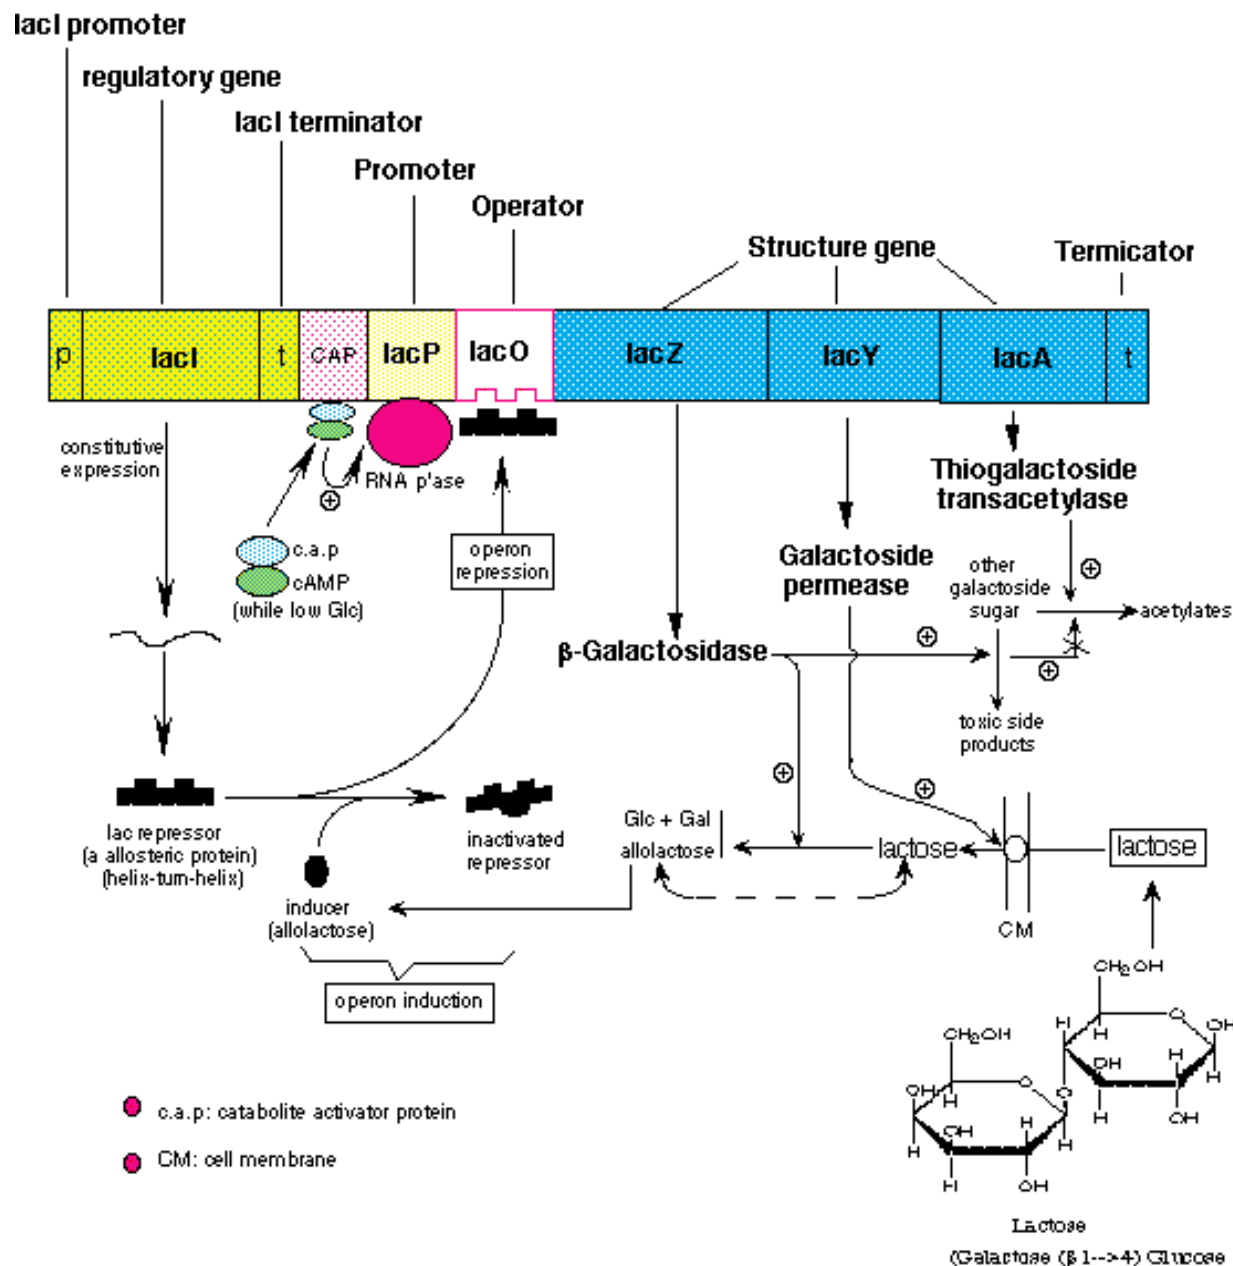 lacI promoter
regulatory gene
lacI terminator
Promoter
Operator
Structure gene
Termicator
p
lacI
t
CAP
lacP
lacO
lacZ
lacY
lacA
t
constitutive
expression
RNA p'ase
+
c.a.p
cAMP
(while low Glc)
operon
repression
Thiogalactoside
transacetylase
Galactoside
permease
other
galactoside
sugar
+
acetylates
β-Galactosidase
+
+
toxic side
products
+
+
lac repressor
(a allosteric protein)
(helix-turn-helix)
inactivated
repressor
Glc + Gal
allolactose
lactose
lactose
CM
inducer
(allolactose)
operon induction
c.a.p: catabolite activator protein
CM: cell membrane
CH2OH
O
OH
H
H
H
OH
H
H
H
OH
O
CH2OH
O
OH
H
H
OH
H
H
H
H
OH
Lactose
(Galactose (β 1-->4) Glucose